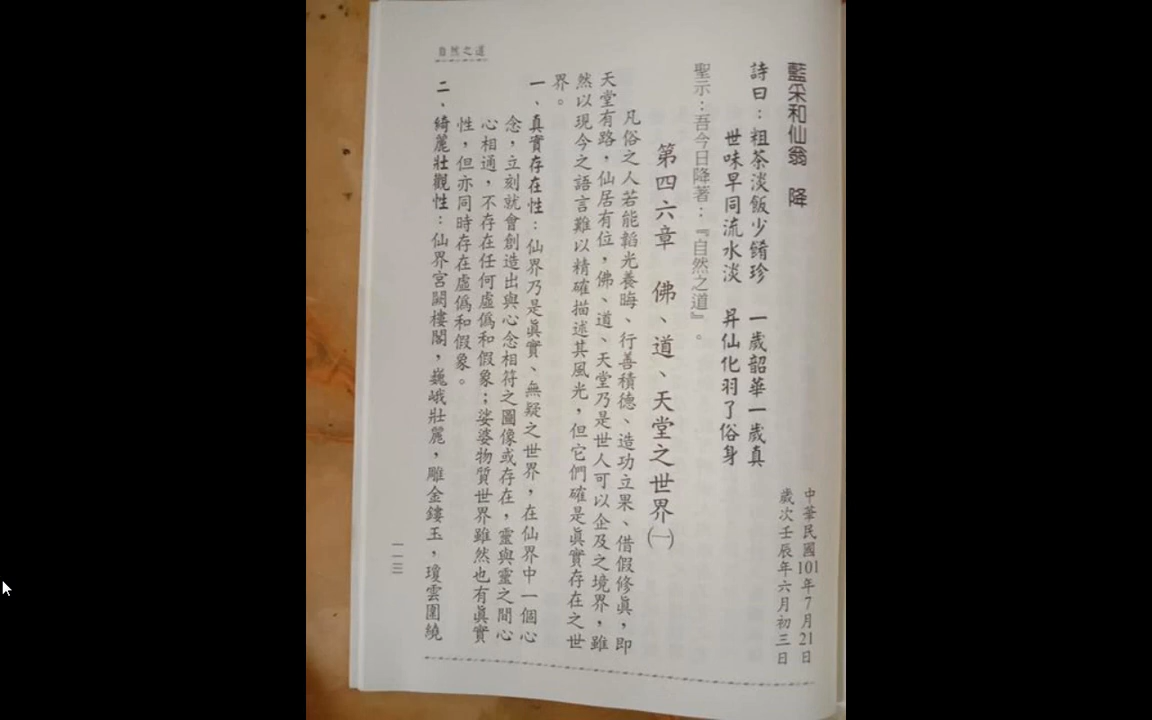 中華民國101年7月21日
歲次壬辰年六月初三日
藍采和仙翁　降
詩曰：粗茶淡飯少餚珍　一歲韶華一歲真
世味早同流水淡　昇仙化羽了俗身
聖示：吾今日降著：『自然之道』。
第四六章　佛、道、天堂之世界㈠
凡俗之人若能韜光養晦、行善積德、造功立果、借假修眞，即
天堂有路，仙居有位，佛、道、天堂乃是世人可以企及之境界，雖
然以現今之語言難以精確描述其風光，但它們確是眞實存在之世
界。
一、真實存在性：仙界乃是眞實、無疑之世界，在仙界中一個心
念，立刻就會創造出與心念相符之圖像或存在，靈與靈之間心
心相通，不存在任何虛僞和假象；娑婆物質世界雖然也有眞實
性，但亦同時存在虛僞和假象。
二、綺麗壯觀性：仙界宮闕樓閣，巍峨壯麗，雕金鏤玉，瓊雲圍繞
自然之道
一一三